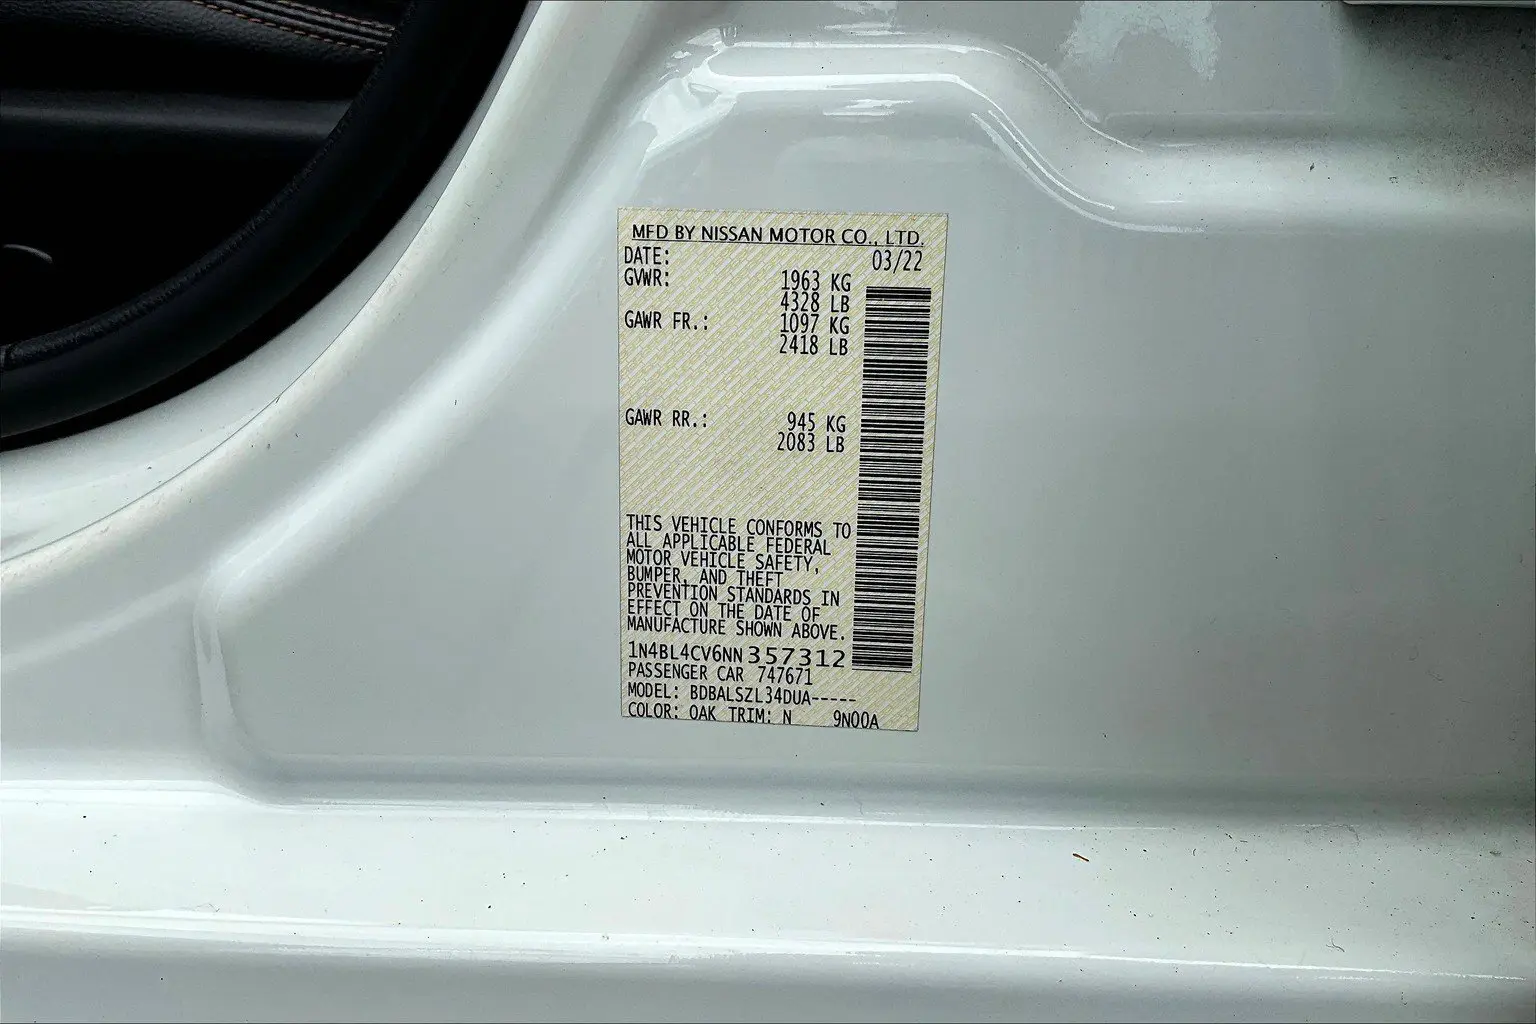 MFD BY NISSAN MOTOR CO., LTD.
DATE: 03/22
GVWR: 1963 KG
4328 LB
GAWR FR.: 1097 KG
2418 LB
GAWR RR.: 945 KG
2083 LB
THIS VEHICLE CONFORMS TO
ALL APPLICABLE FEDERAL
MOTOR VEHICLE SAFETY,
BUMPER, AND THEFT
PREVENTION STANDARDS IN
EFFECT ON THE DATE OF
MANUFACTURE SHOWN ABOVE.
1N4BL4CV6NN357312
PASSENGER CAR 747671
MODEL: BDBALSZL34DUA-----
COLOR: QAK TRIM: N 9N00A